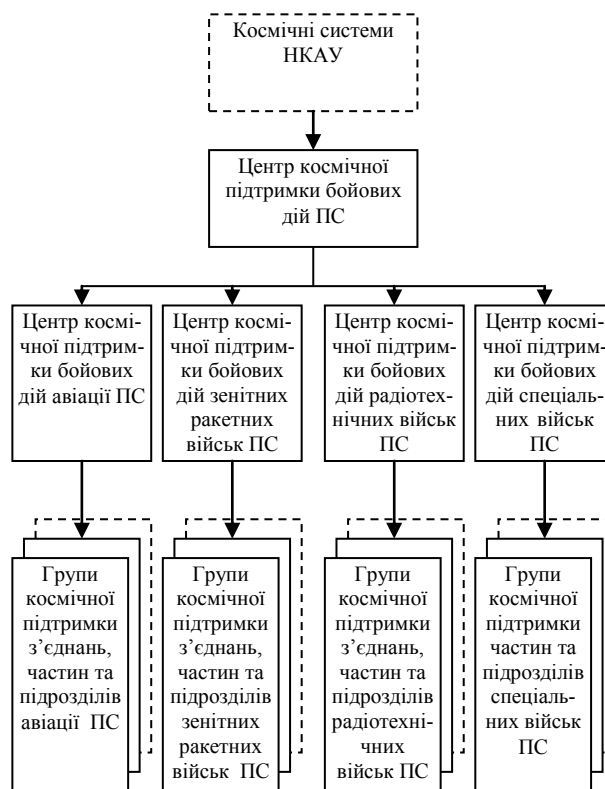 Космічні системи
НКАУ
Центр космічної
підтримки бойових
дій ПС
Центр космі-
чної підтрим-
ки бойових
дій авіації ПС
Центр космі-
чної підтрим-
ки бойових
дій зенітних
ракетних
військ ПС
Центр космі-
чної підтрим-
ки бойових
дій радіотех-
нічних військ
ПС
Центр космі-
чної підтрим-
ки бойових
дій спеціаль-
них військ
ПС
Групи
космічної
підтримки
з’єднань,
частин та
підрозділів
авіації ПС
Групи
космічної
підтримки
з’єднань,
частин та
підрозділів
зенітних
ракетних
військ ПС
Групи
космічної
підтримки
з’єднань,
частин та
підрозділів
радіотехні-
чних
військ ПС
Групи
космічної
підтримки
частин та
підрозділів
спеціаль-
них військ
ПС